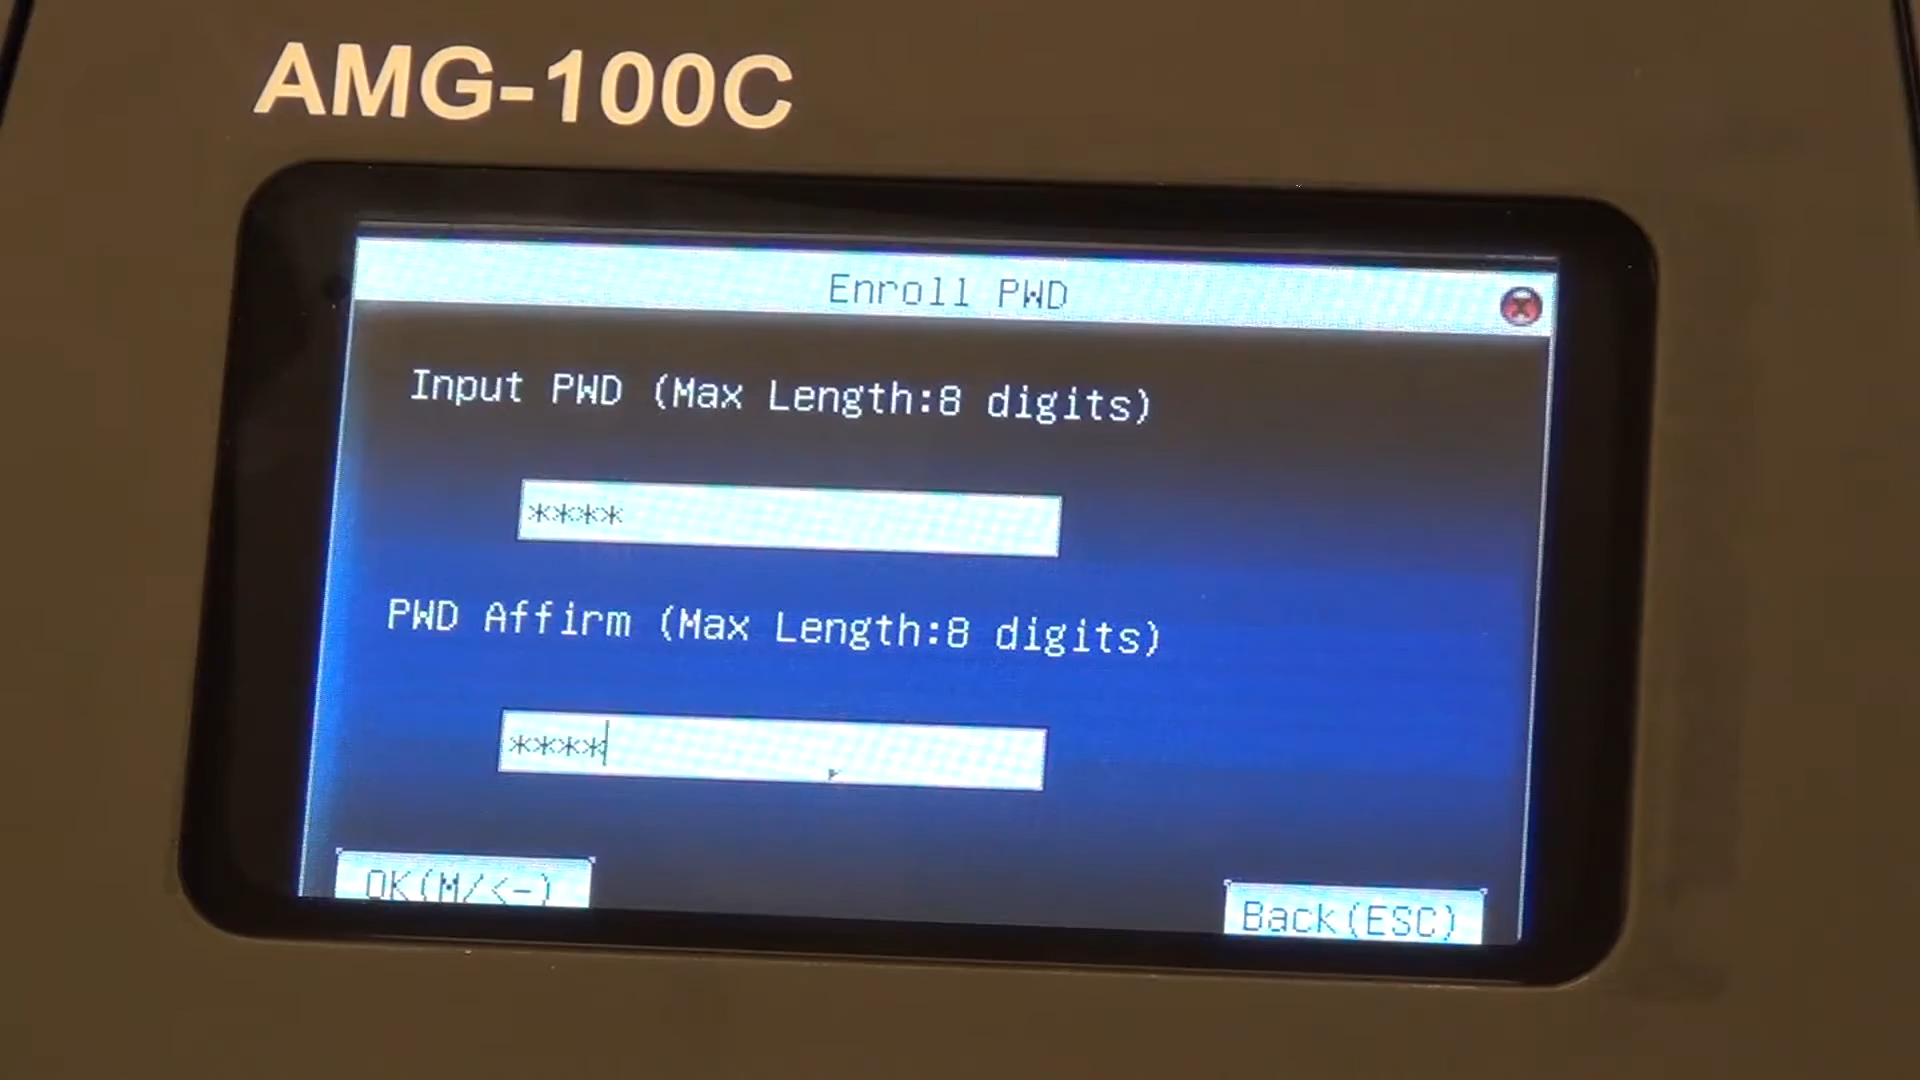 AMG-100C
Enroll PWD
X
Input PWD (Max Length:8 digits)
****
PWD Affirm (Max Length:8 digits)
****
OK(M/<-)
Back(ESC)